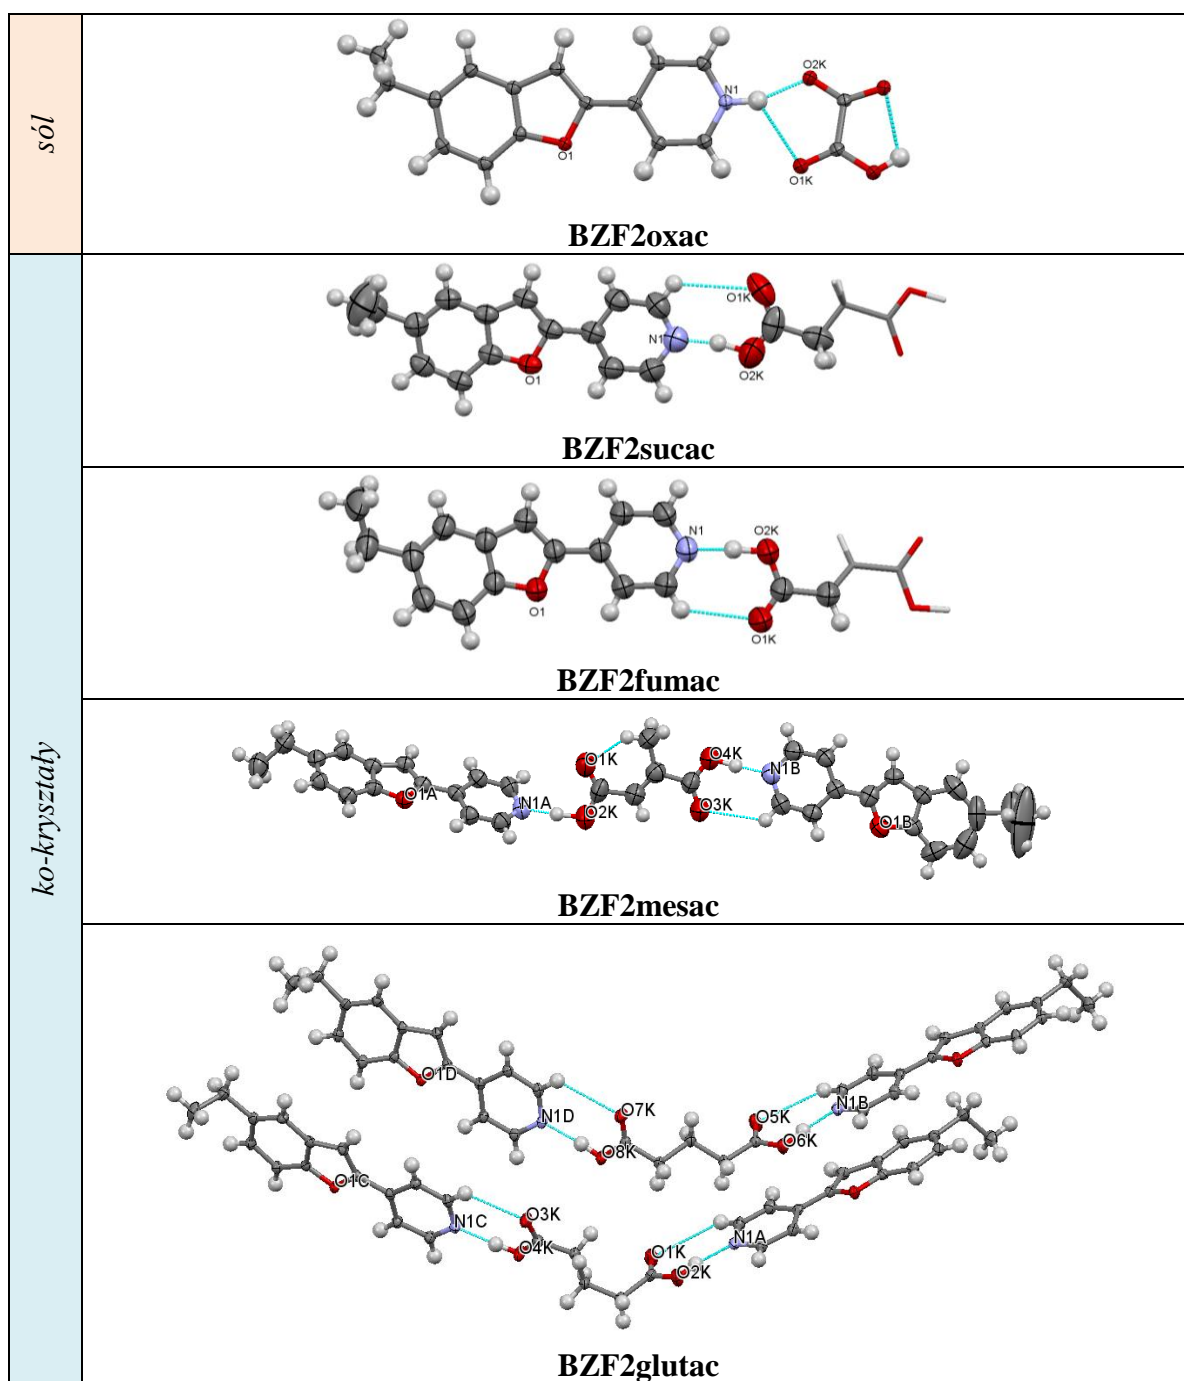 sól
O2K
N1
O1K
O1
BZF2oxac
ko-kryształy
O1K
N1
O2K
O1
BZF2sucac
N1
O2K
O1
O1K
BZF2fumac
O1K
O4K
N1B
O1A
N1A
O2K
O3K
O1B
BZF2mesac
O1D
N1D
O7K
O5K
N1B
O8K
O6K
O1C
N1C
O3K
O4K
O1K
N1A
O2K
BZF2glutac